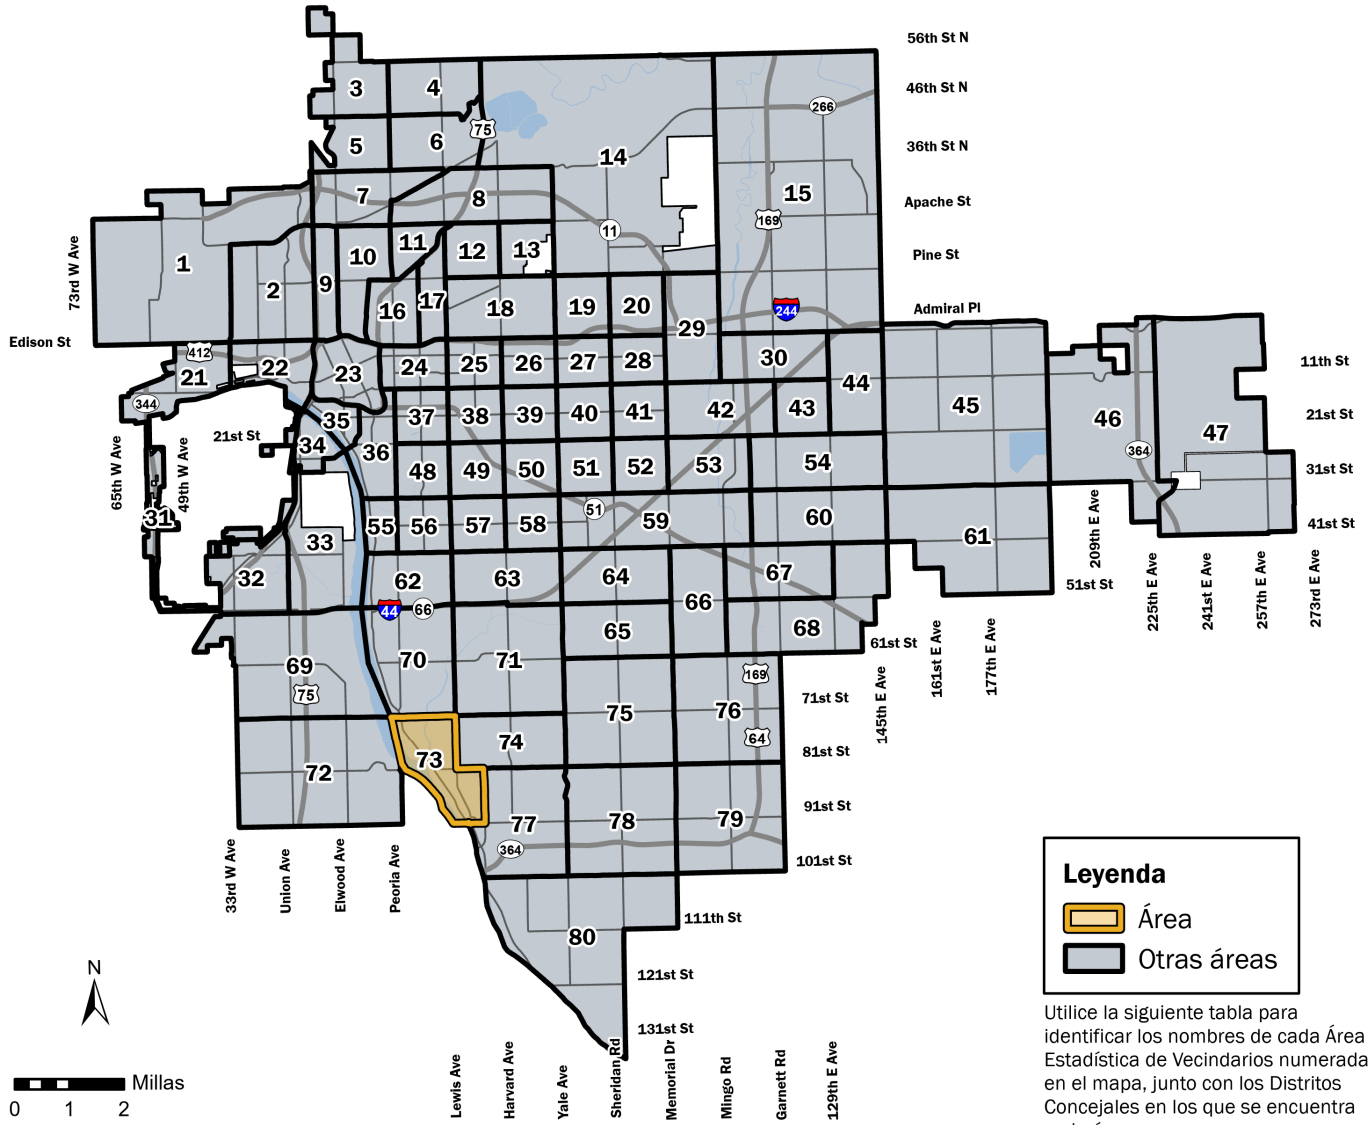 56th St N
46th St N
36th St N
Apache St
Pine St
Admiral Pl
73rd W Ave
Edison St
11th St
21st St
31st St
41st St
3
4
5
6
75
7
8
14
266
15
169
11
1
2
9
10
11
12
13
16
17
18
19
20
29
244
412
21
22
23
24
25
26
27
28
30
44
45
46
47
364
344
65th W Ave
49th W Ave
21st St
34
35
36
37
38
39
40
41
42
43
48
49
50
51
52
53
54
31
33
55
56
57
58
51
59
60
61
32
62
63
64
66
67
44
66
65
68
51st St
61st St
209th E Ave
225th E Ave
241st E Ave
257th E Ave
273rd E Ave
145th E Ave
161st E Ave
177th E Ave
69
75
70
71
169
71st St
72
73
74
75
76
64
81st St
77
78
79
91st St
364
101st St
33rd W Ave
Union Ave
Elwood Ave
Peoria Ave
80
111th St
121st St
131st St
Lewis Ave
Harvard Ave
Yale Ave
Sheridan Rd
Memorial Dr
Mingo Rd
Garnett Rd
129th E Ave
N
Millas
0 1 2
Leyenda
Área
Otras áreas
Utilice la siguiente tabla para
identificar los nombres de cada Área
Estadística de Vecindarios numerada
en el mapa, junto con los Distritos
Concejales en los que se encuentra